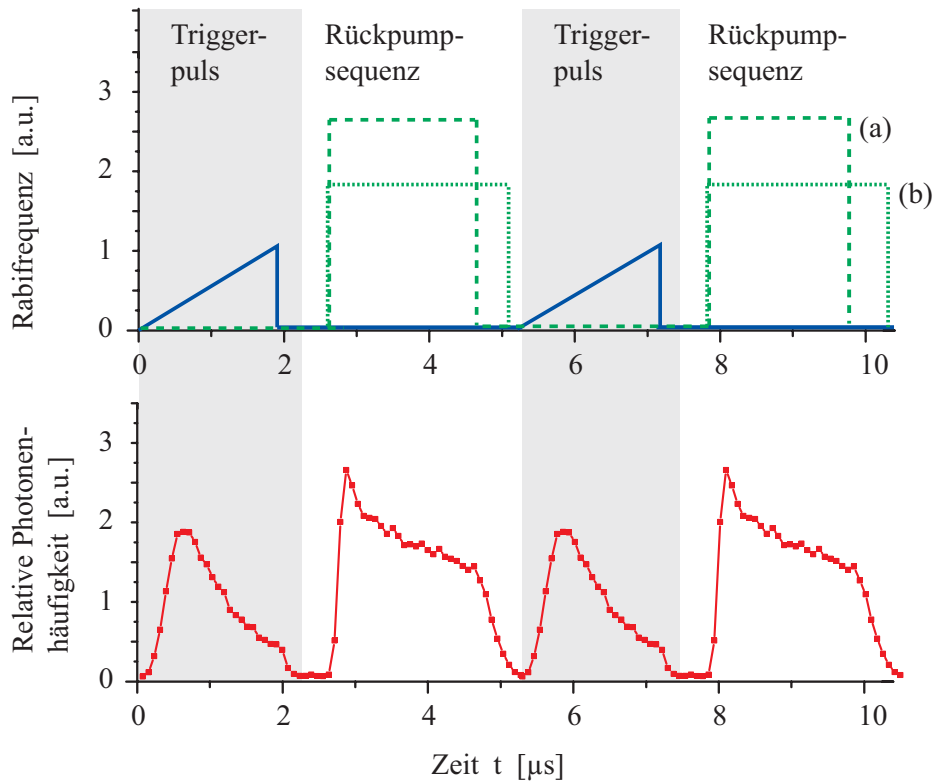 Trigger-
puls
Rückpump-
sequenz
Trigger-
puls
Rückpump-
sequenz
(a)
(b)
Rabifrequenz [a.u.]
3
2
1
0
0 2 4 6 8 10
Relative Photonen-
häufigkeit [a.u.]
3
2
1
0
0 2 4 6 8 10
Zeit t [µs]